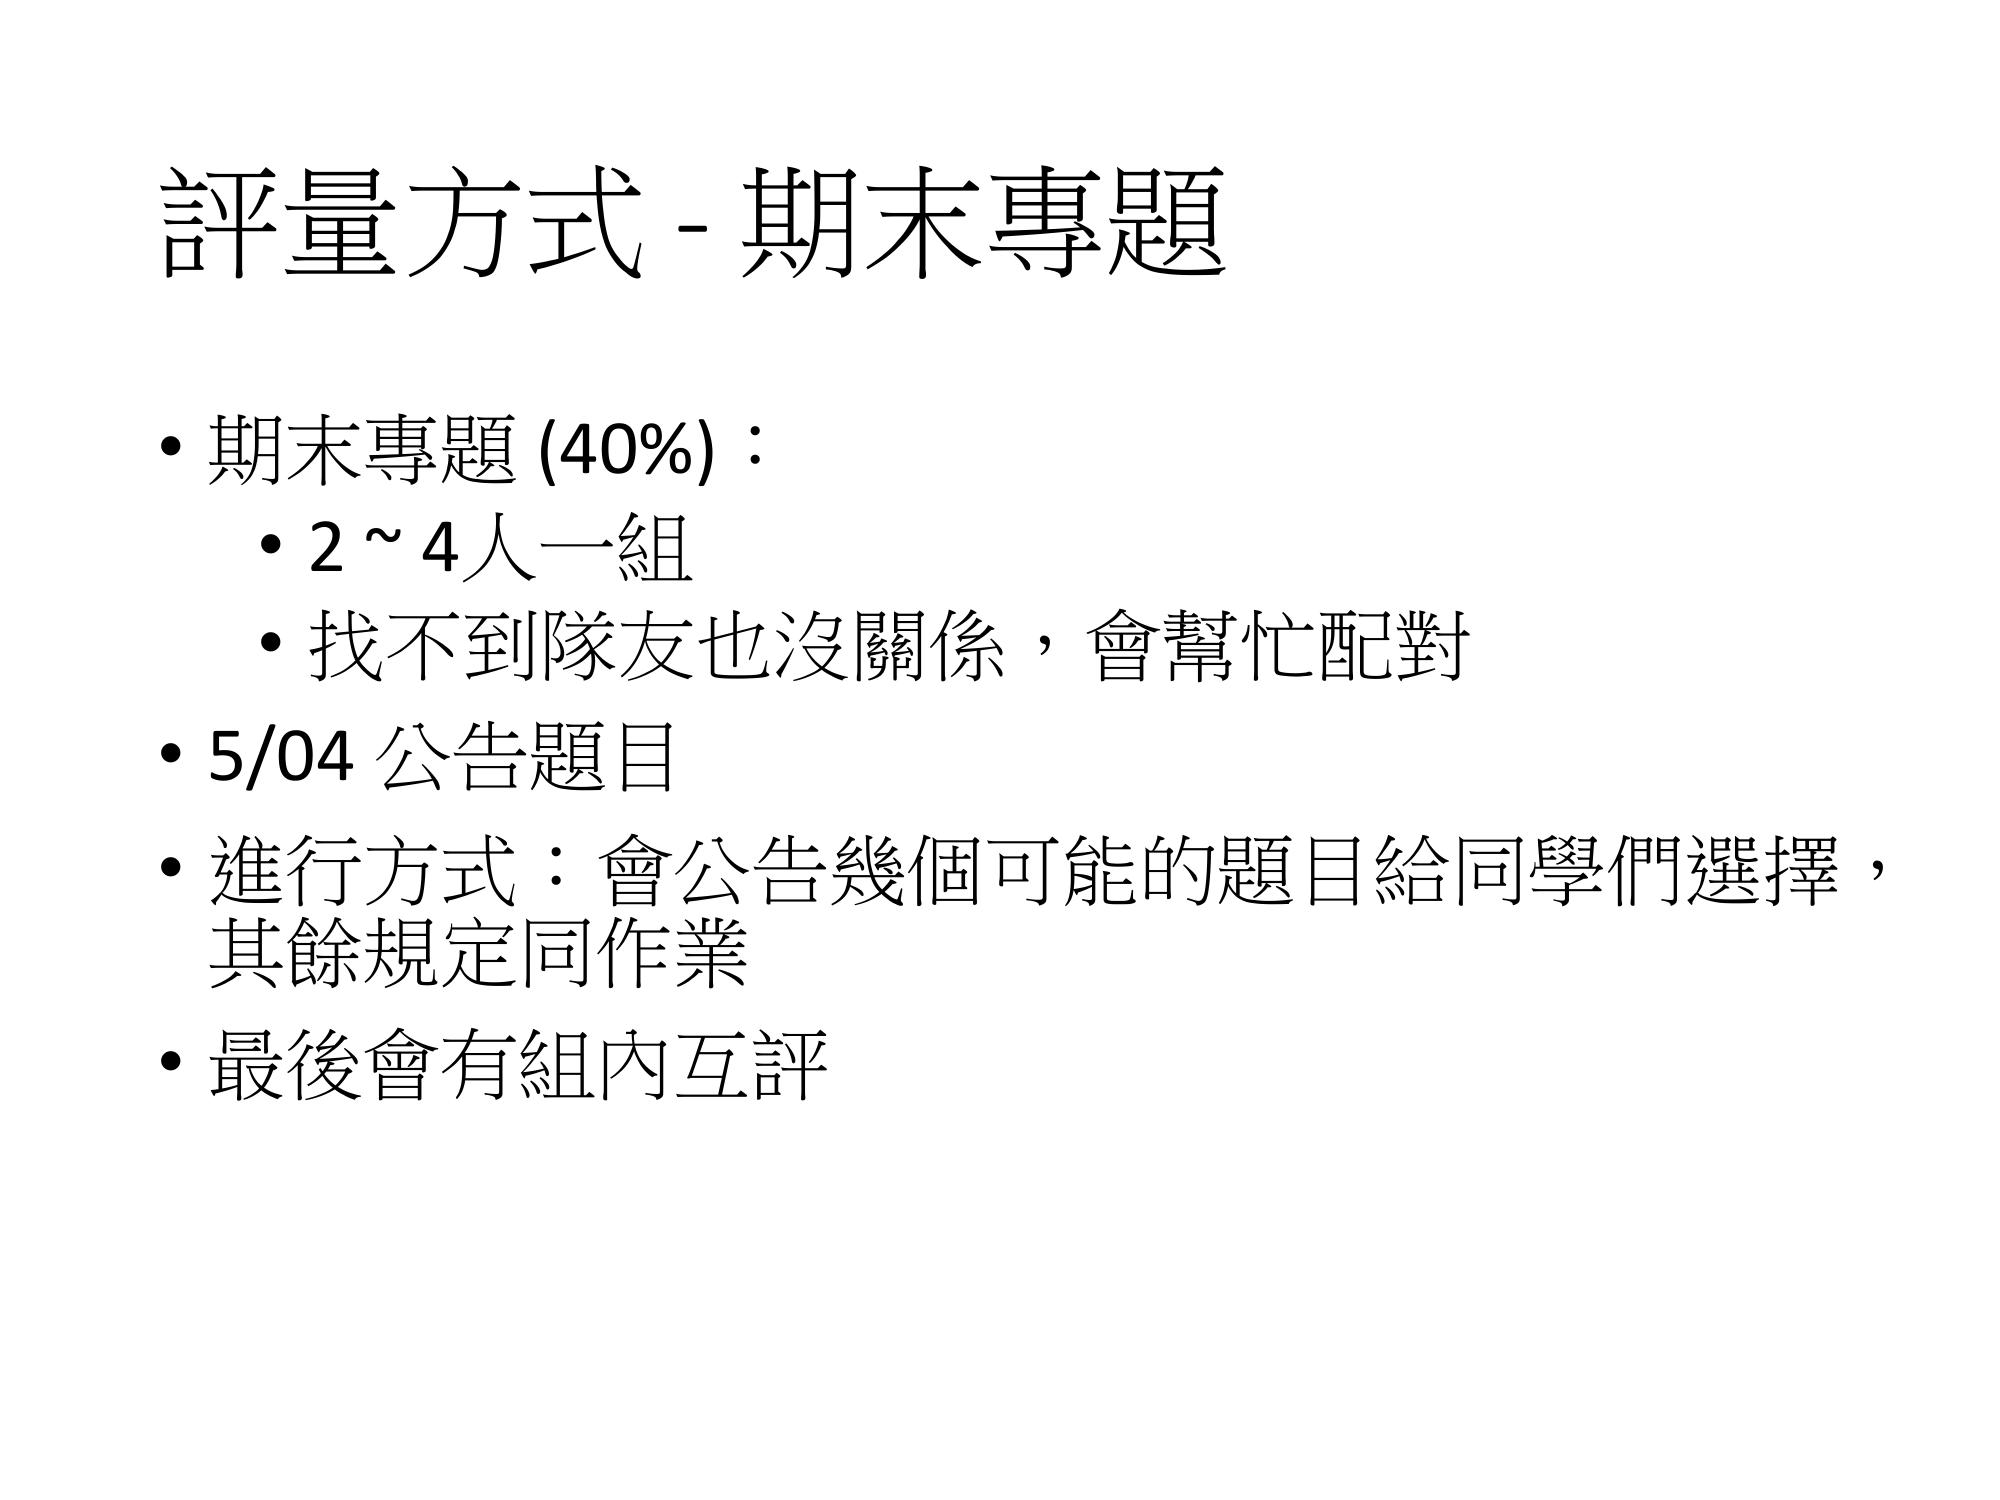 評量方式 - 期末專題
• 期末專題 (40%)：
• 2 ~ 4人一組
• 找不到隊友也沒關係，會幫忙配對
• 5/04 公告題目
• 進行方式：會公告幾個可能的題目給同學們選擇，
其餘規定同作業
• 最後會有組內互評